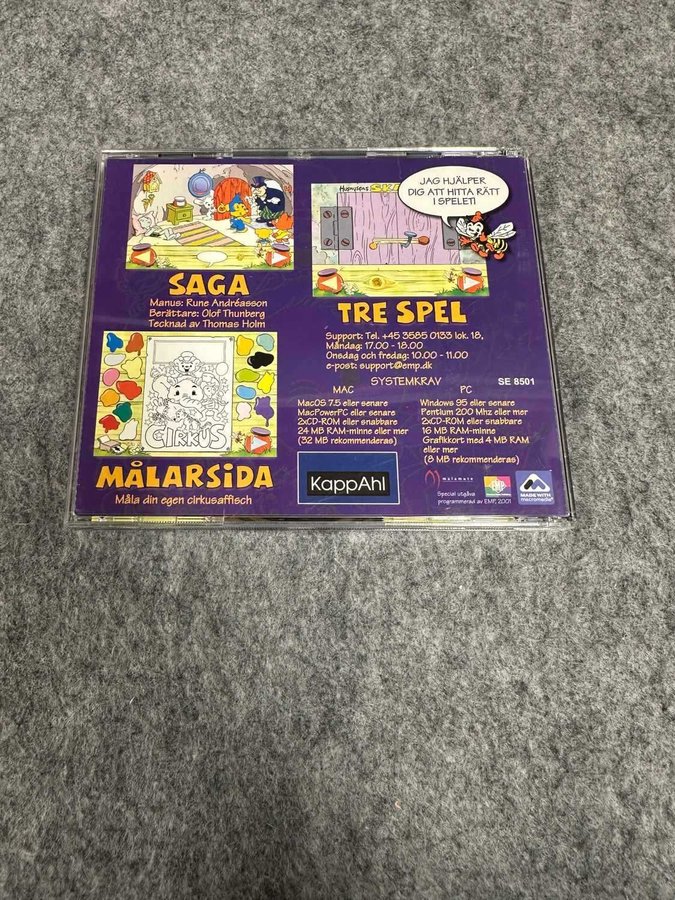 SAGA
Manus: Rune Andréasson
Berättare: Olof Thunberg
Tecknad av Thomas Holm
JAG HJÄLPER
DIG ATT HITTA RÄTT
I SPELET!
TRE SPEL
Support: Tel. +45 3585 0133 lok. 18,
Måndag: 17.00 - 18.00
Onsdag och fredag: 10.00 - 11.00
e-post: support@emp.dk
CIRKUS
MÅLARSIDA
Måla din egen cirkusaffisch
SYSTEMKRAV
SE 8501
MAC
MacOS 7.5 eller senare
MacPowerPC eller senare
2xCD-ROM eller snabbare
24 MB RAM-minne eller mer
(32 MB rekommenderas)
PC
Windows 95 eller senare
Pentium 200 Mhz eller mer
2xCD-ROM eller snabbare
16 MB RAM-minne
Grafikkort med 4 MB RAM
eller mer
(8 MB rekommenderas)
KappAhl
malamate
EMP
Special utgåva
programmerad av EMP, 2001
MADE WITH
macromedia